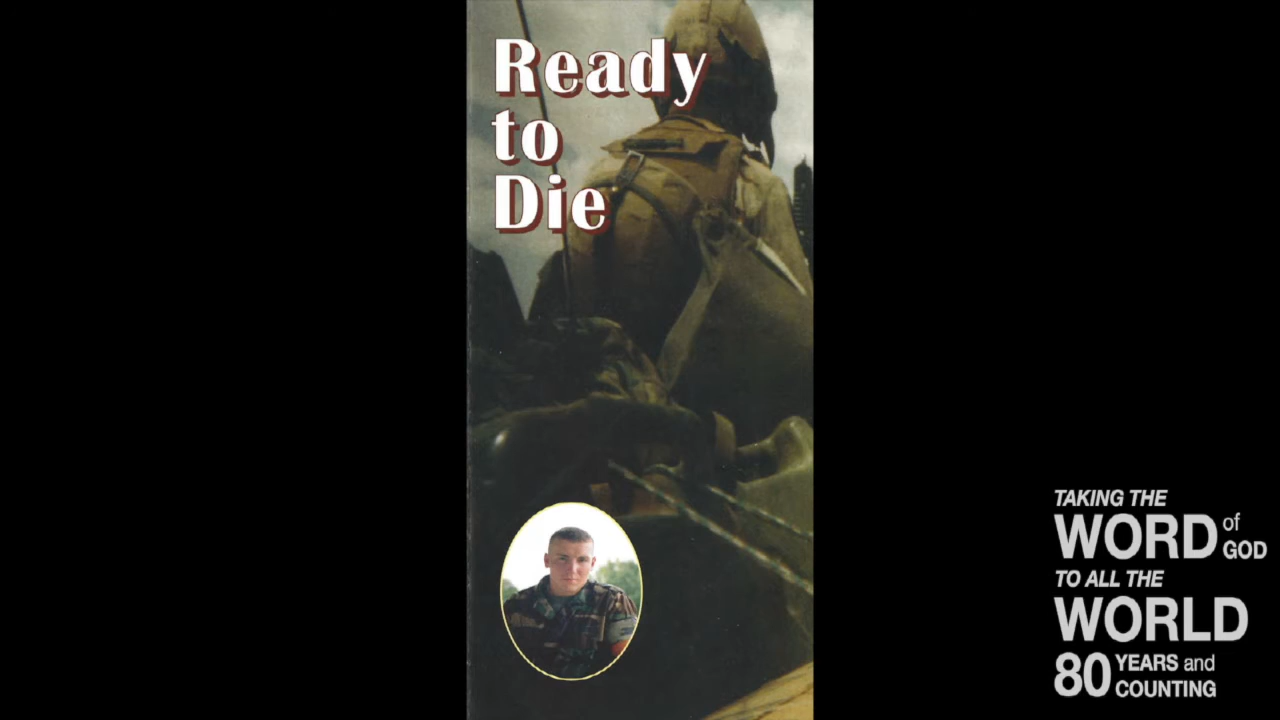 Ready
to
Die
TAKING THE
WORD of GOD
TO ALL THE
WORLD
80 YEARS and
COUNTING